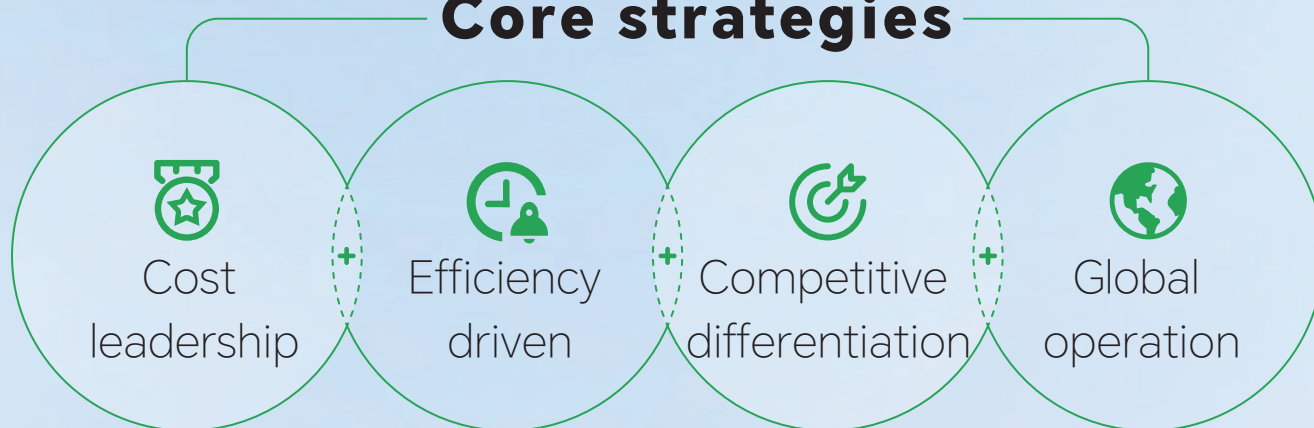 Core strategies
Cost
leadership
+
Efficiency
driven
+
Competitive
differentiation
+
Global
operation